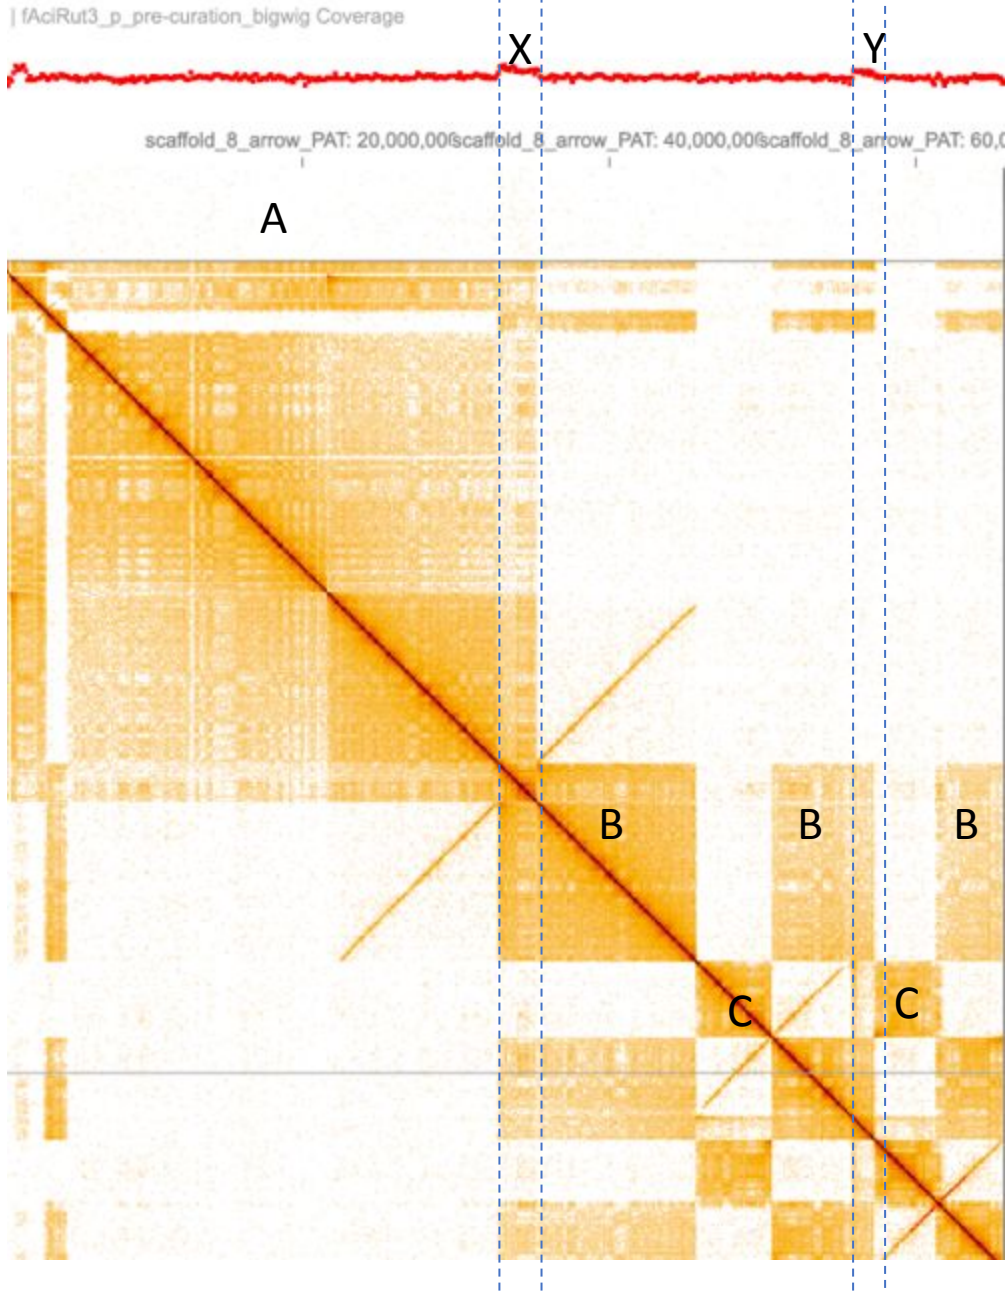 | fAciRut3_p_pre-curation_bigwig Coverage
X Y
scaffold_8_arrow_PAT: 20,000,00 scaffold_8_arrow_PAT: 40,000,00 scaffold_8_arrow_PAT: 60,0
A
B B B
C C